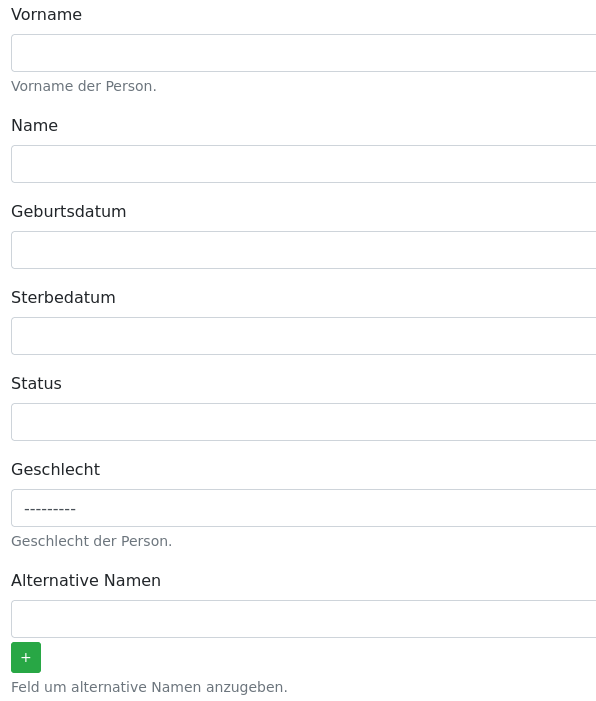 Vorname
Vorname der Person.
Name
Geburtsdatum
Sterbedatum
Status
Geschlecht
---------
Geschlecht der Person.
Alternative Namen
+
Feld um alternative Namen anzugeben.